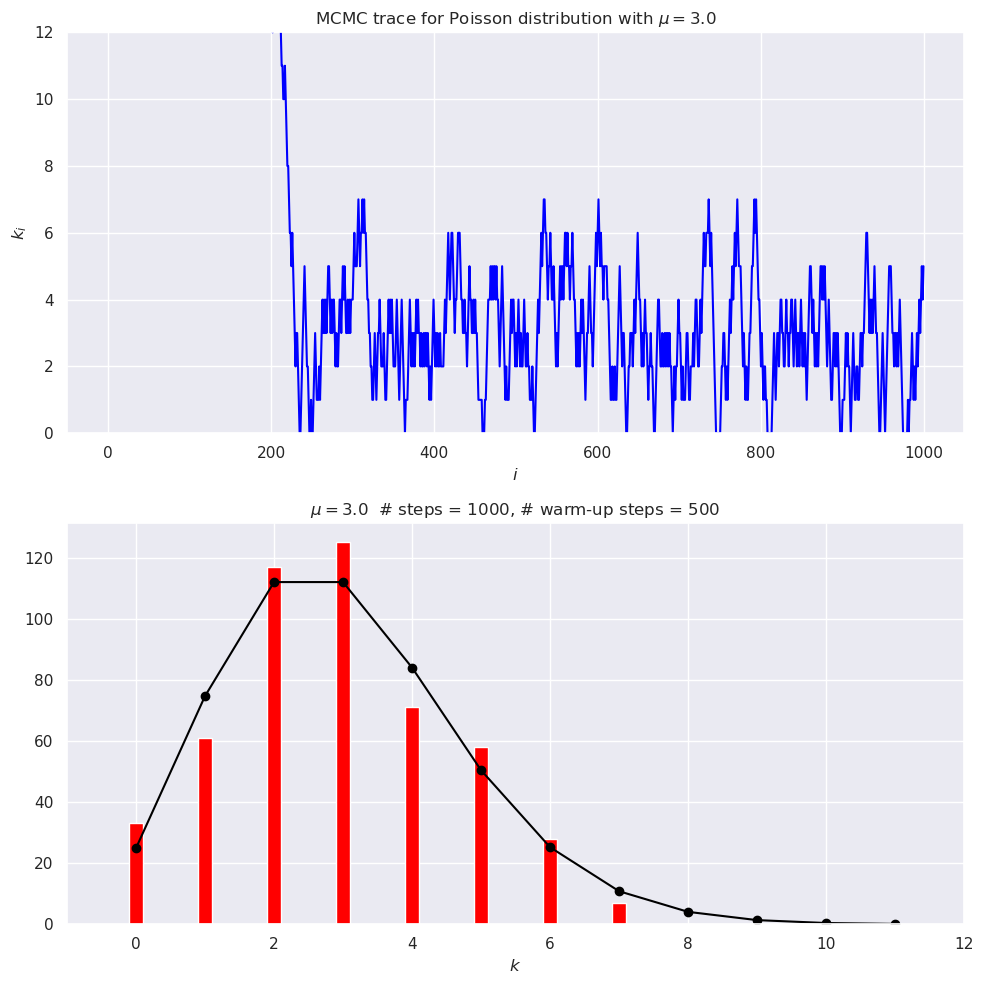 MCMC trace for Poisson distribution with μ = 3.0
12
10
8
6
4
2
0
k_i
0 200 400 600 800 1000
i
μ = 3.0 # steps = 1000, # warm-up steps = 500
120
100
80
60
40
20
0
0 2 4 6 8 10 12
k